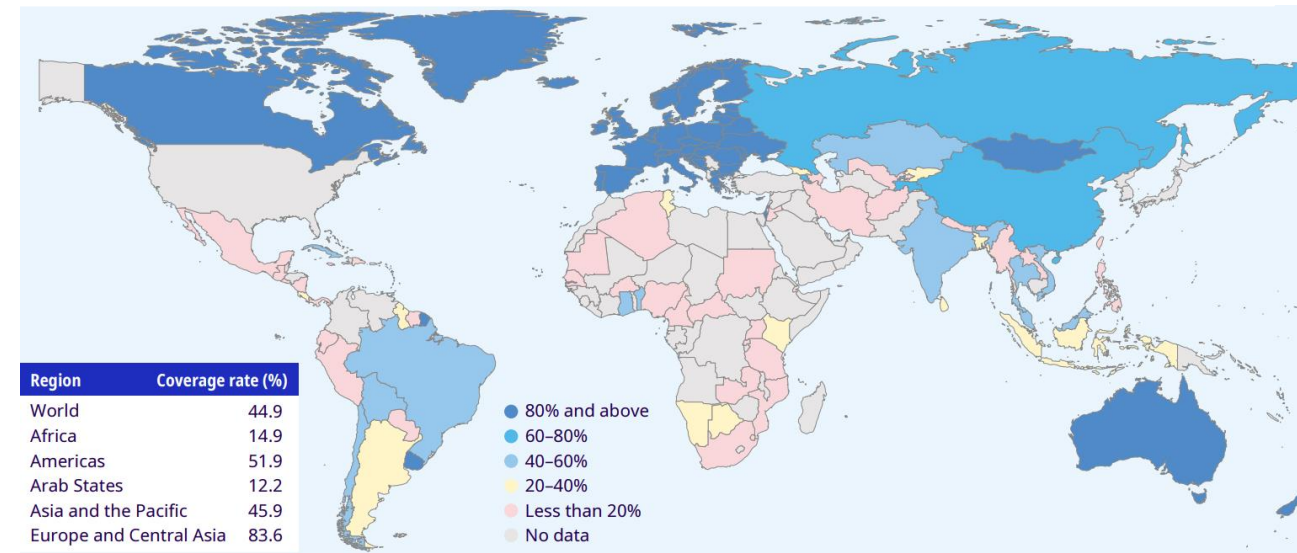 Region Coverage rate (%)
World 44.9
Africa 14.9
Americas 51.9
Arab States 12.2
Asia and the Pacific 45.9
Europe and Central Asia 83.6
80% and above
60–80%
40–60%
20–40%
Less than 20%
No data